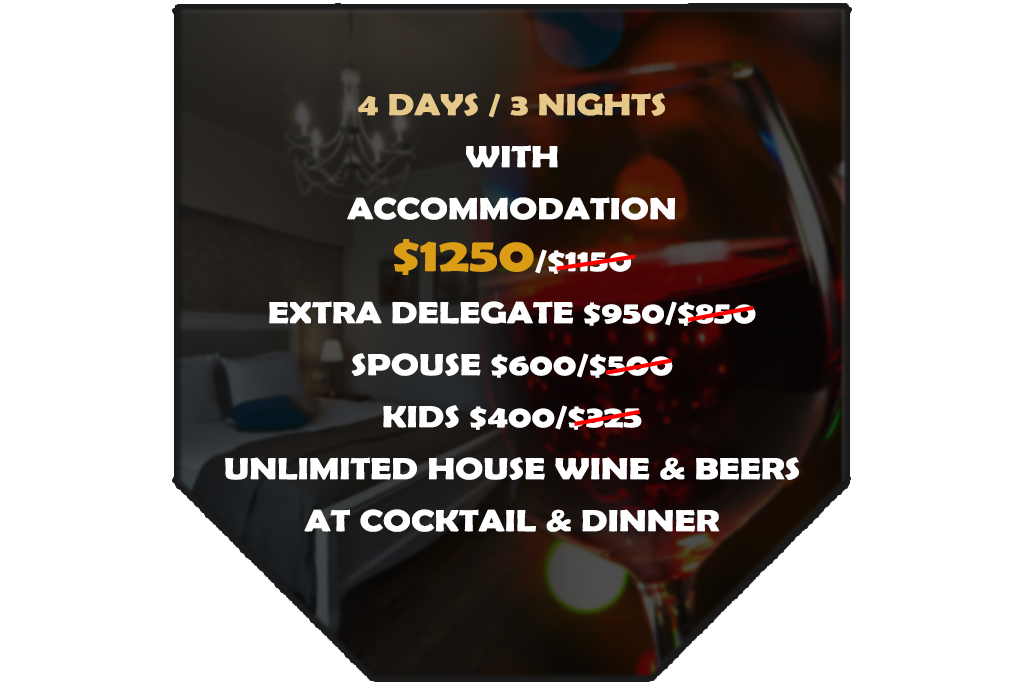 4 DAYS / 3 NIGHTS
WITH
ACCOMMODATION
$1250/$1150
EXTRA DELEGATE $950/$850
SPOUSE $600/$500
KIDS $400/$325
UNLIMITED HOUSE WINE & BEERS
AT COCKTAIL & DINNER